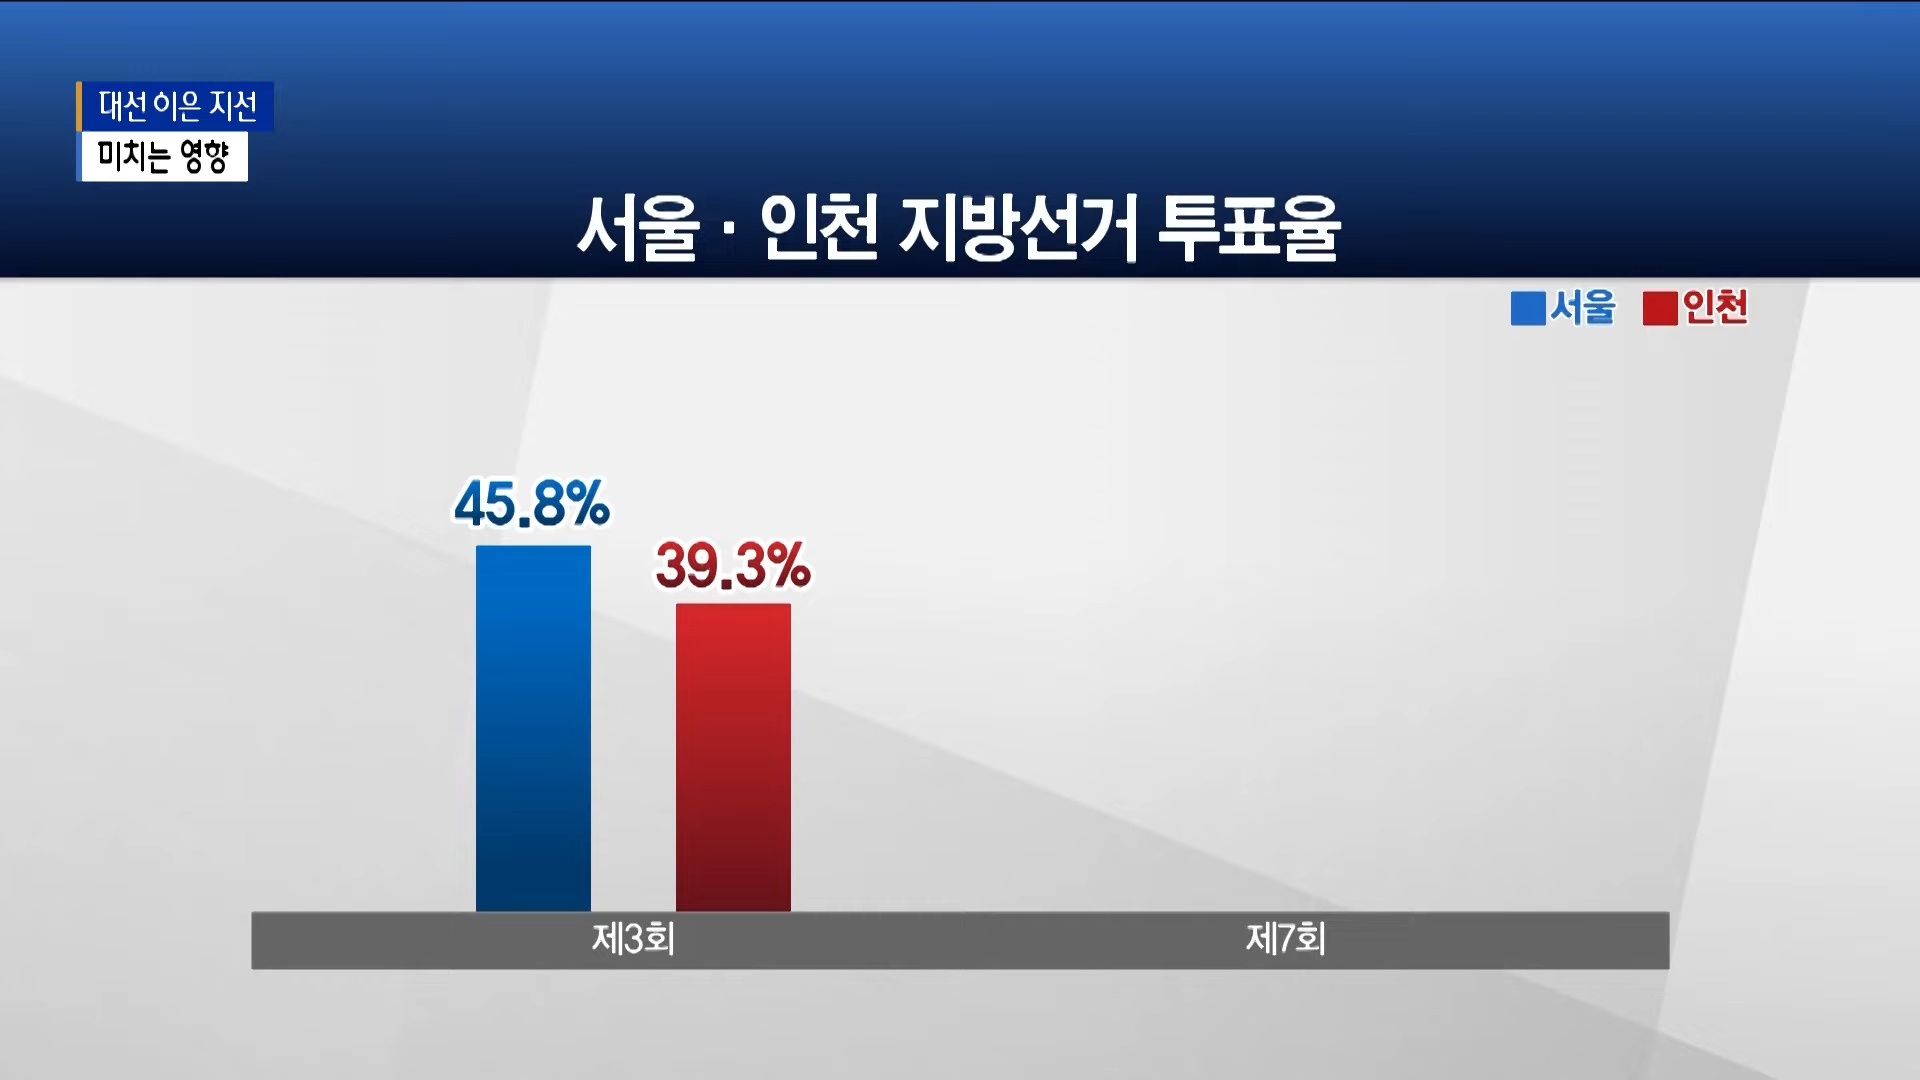 대선 이은 지선
미치는 영향
서울 · 인천 지방선거 투표율
서울 인천
45.8%
39.3%
제3회 제7회